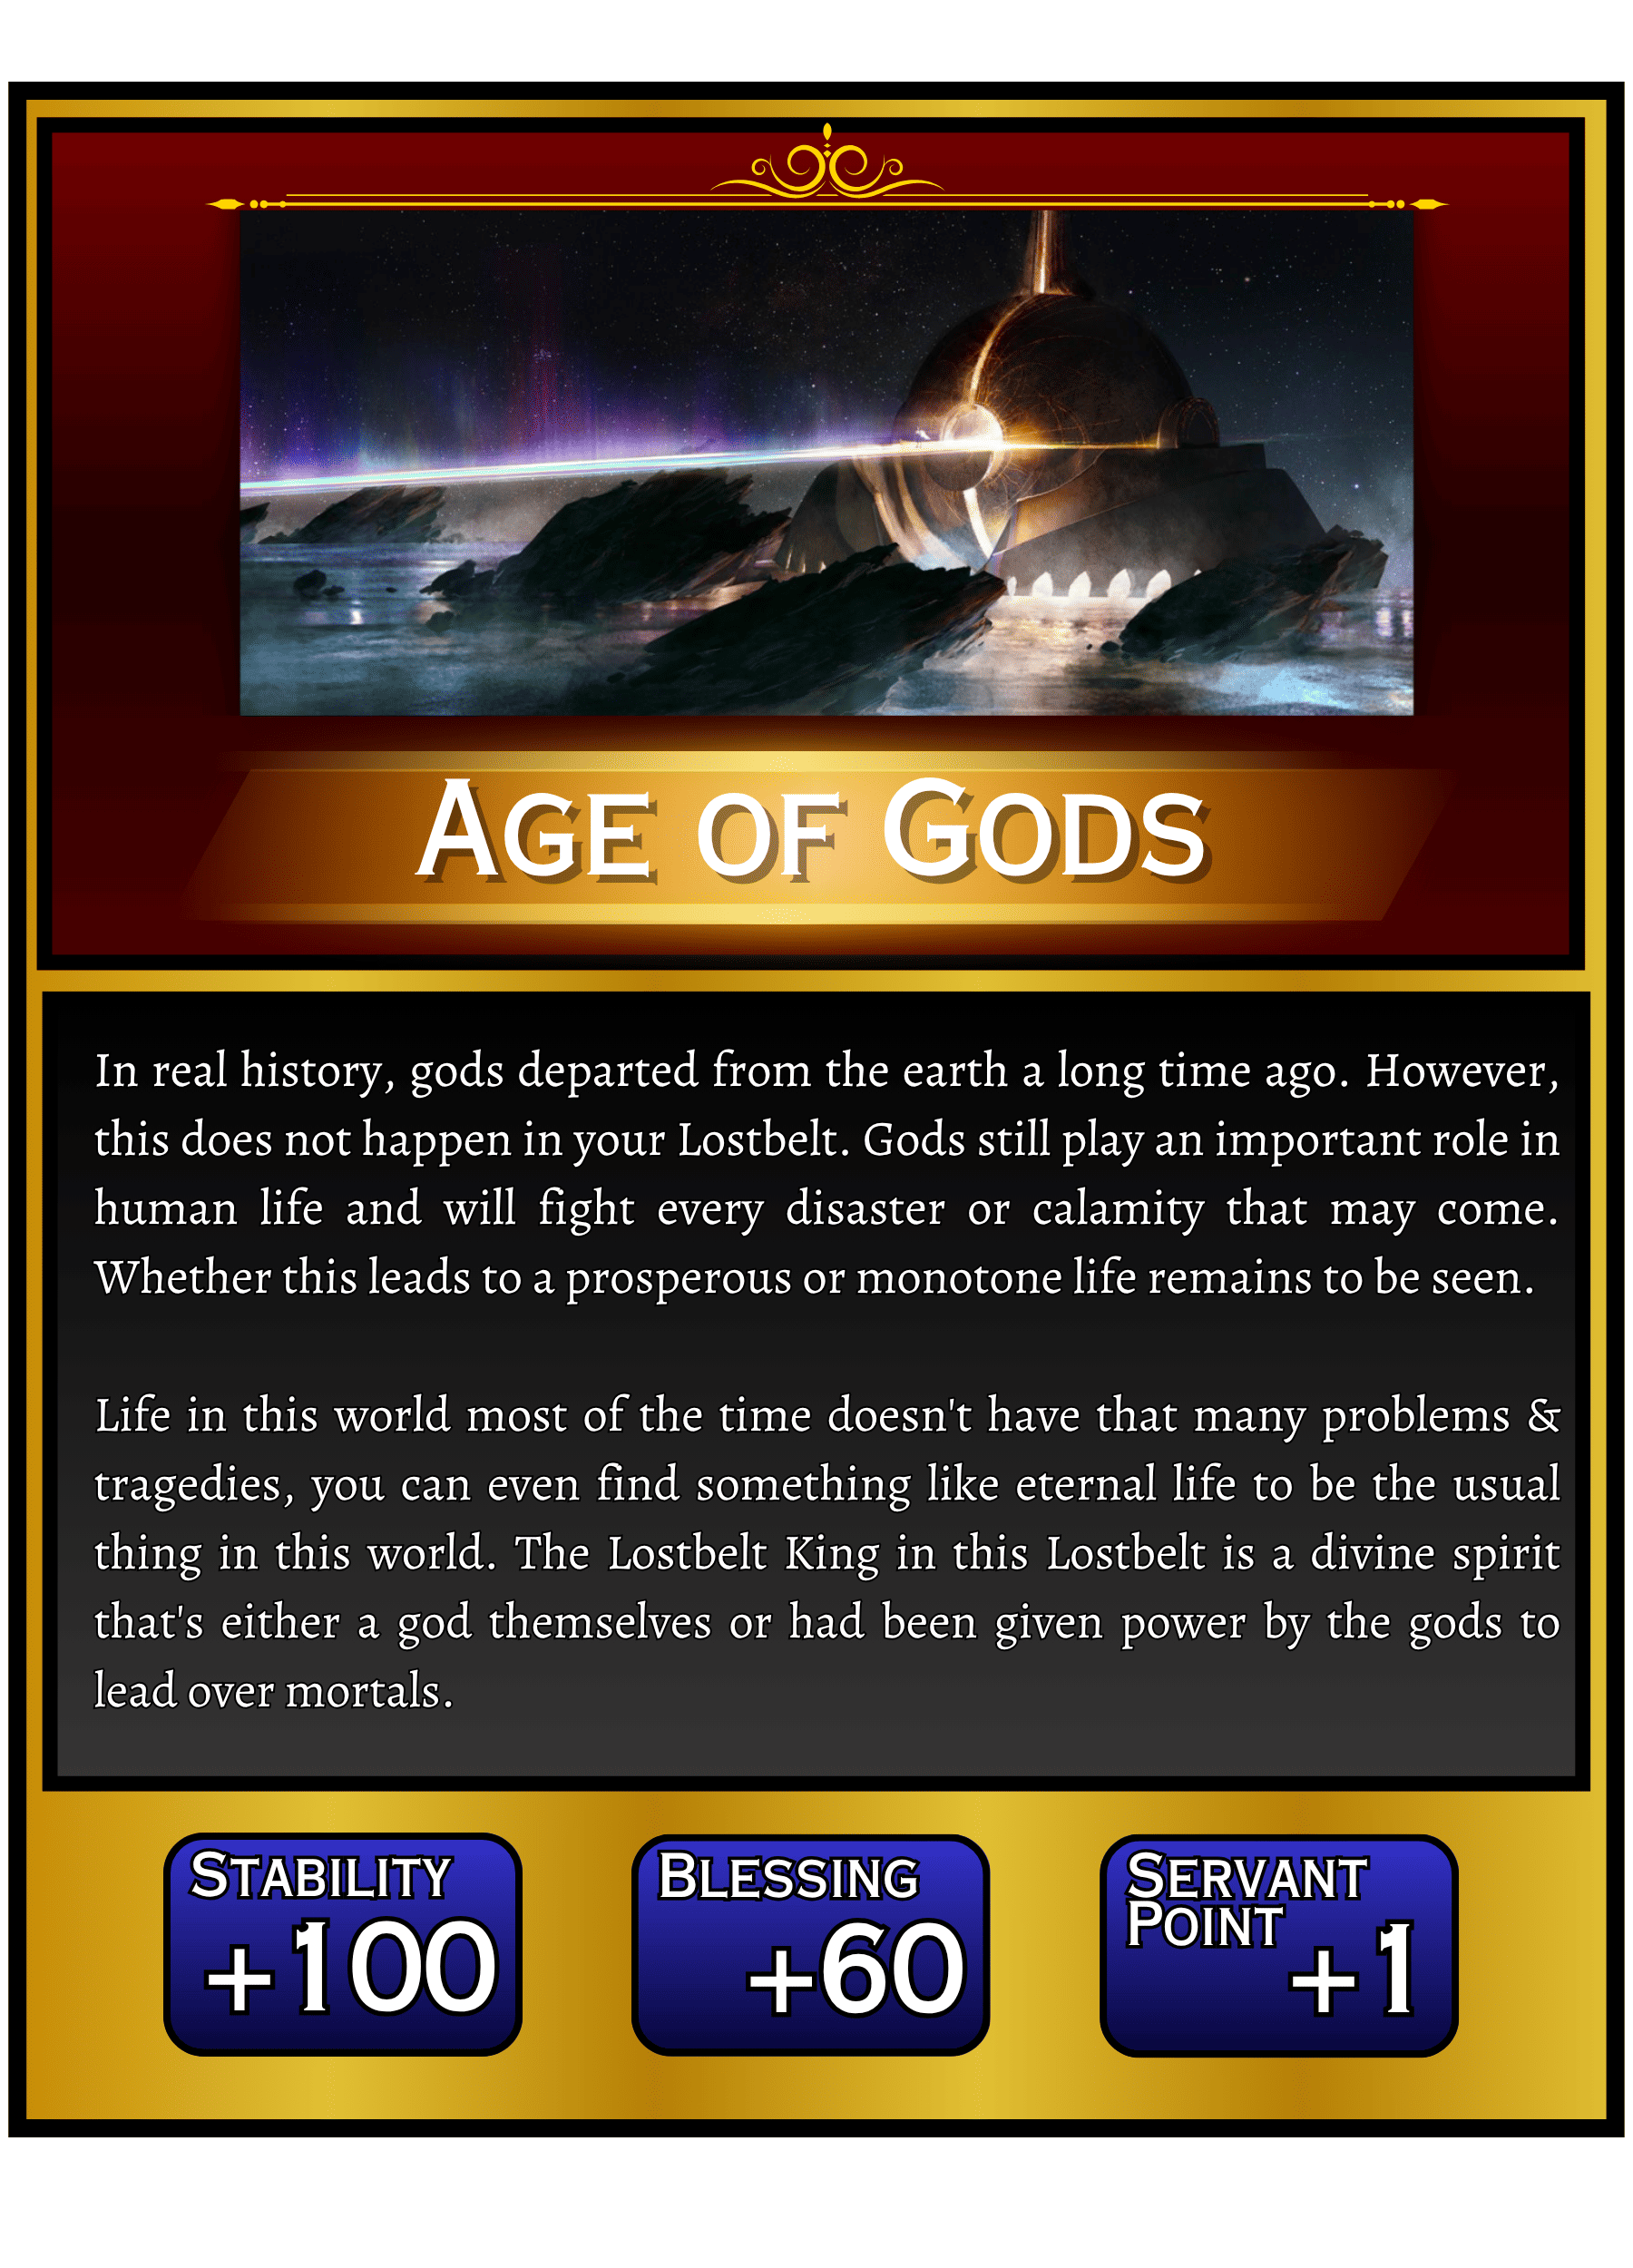 Age of Gods
In real history, gods departed from the earth a long time ago. However,
this does not happen in your Lostbelt. Gods still play an important role in
human life and will fight every disaster or calamity that may come.
Whether this leads to a prosperous or monotone life remains to be seen.
Life in this world most of the time doesn't have that many problems &
tragedies, you can even find something like eternal life to be the usual
thing in this world. The Lostbelt King in this Lostbelt is a divine spirit
that's either a god themselves or had been given power by the gods to
lead over mortals.
Stability
+100
Blessing
+60
Servant
Point
+1